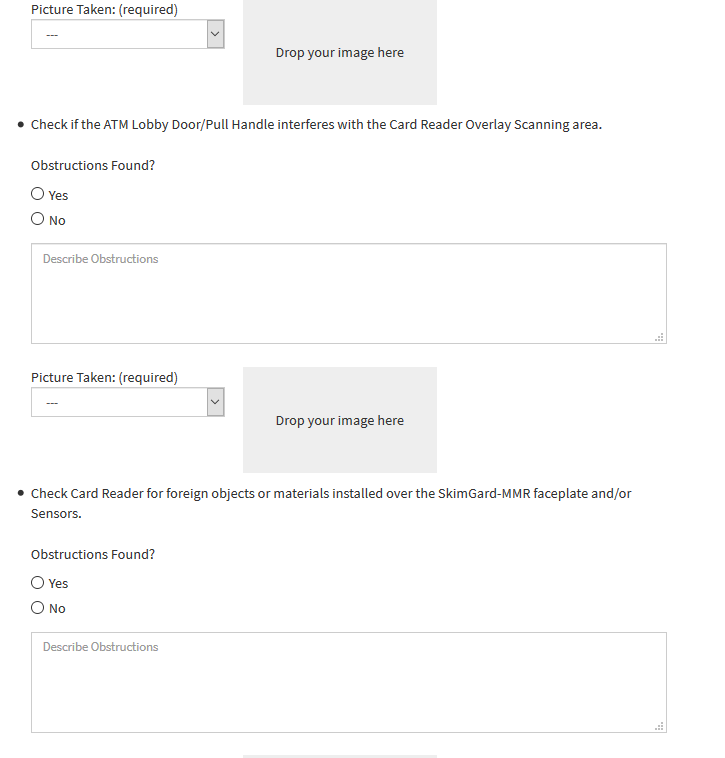 Picture Taken: (required)
---
Drop your image here
• Check if the ATM Lobby Door/Pull Handle interferes with the Card Reader Overlay Scanning area.
Obstructions Found?
Yes
No
Describe Obstructions
Picture Taken: (required)
---
Drop your image here
• Check Card Reader for foreign objects or materials installed over the SkimGard-MMR faceplate and/or
Sensors.
Obstructions Found?
Yes
No
Describe Obstructions